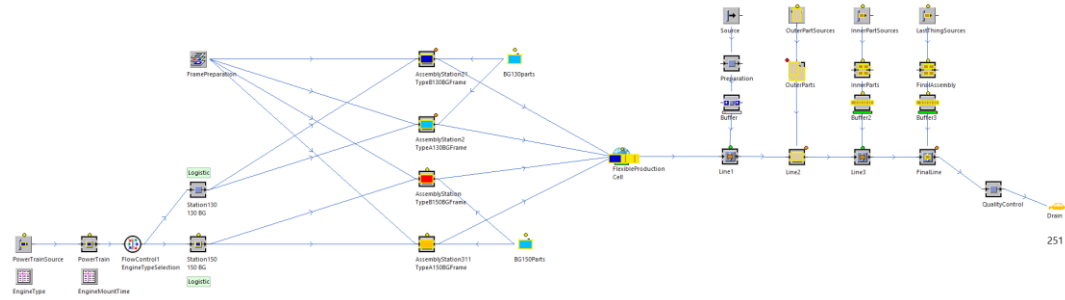 Source
OuterPartSources
InnerPartSources
LastThingSources
FramePreparation
AssemblyStation21
TypeB130BGFrame
BG130parts
Preparation
OuterParts
InnerParts
FinalAssembly
Buffer
Buffer2
Buffer3
AssemblyStation2
TypeA130BGFrame
FlexibleProduction
Cell
Line1
Line2
Line3
FinalLine
Logistic
AssemblyStation
TypeB150BGFrame
Station130
130 BG
QualityControl
Drain
PowerTrainSource
PowerTrain
FlowControl1
EngineTypeSelection
Station150
150 BG
AssemblyStation311
TypeA150BGFrame
BG150Parts
251
EngineType
EngineMountTime
Logistic